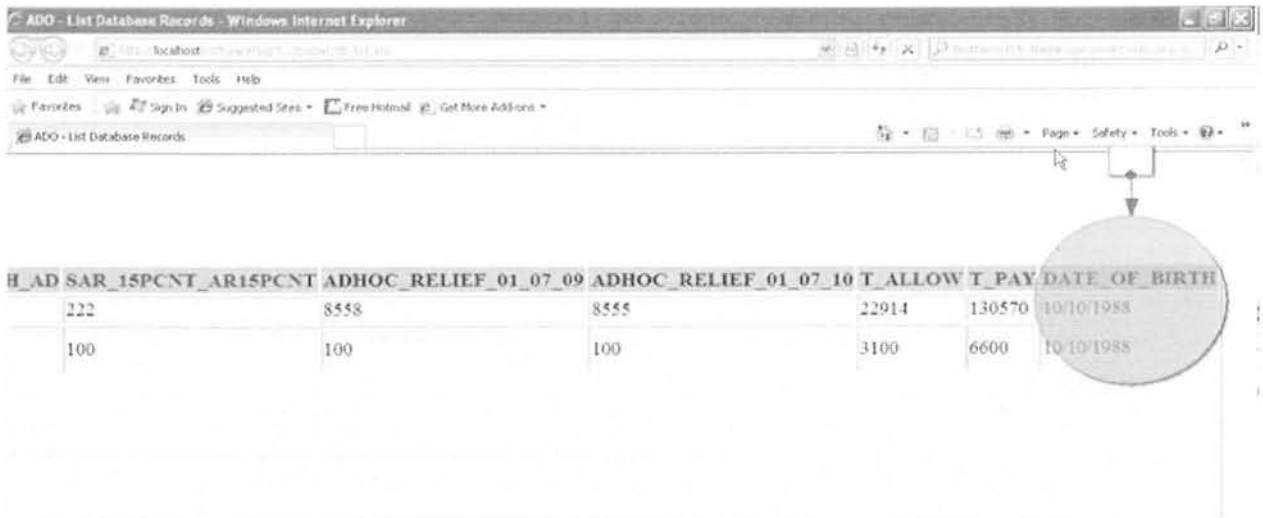 ADO - List Database Records - Windows Internet Explorer
localhost
File Edit View Favorites Tools Help
Favorites Sign In Suggested Sites Free Hotmail Get More Add-ons
ADO - List Database Records Page Safety Tools
H_AD SAR_15PCNT_AR15PCNT ADHOC_RELIEF_01_07_09 ADHOC_RELIEF_01_07_10 T_ALLOW T_PAY DATE_OF_BIRTH
222 8558 8555 22914 130570 10/10/1988
100 100 100 3100 6600 10/10/1988